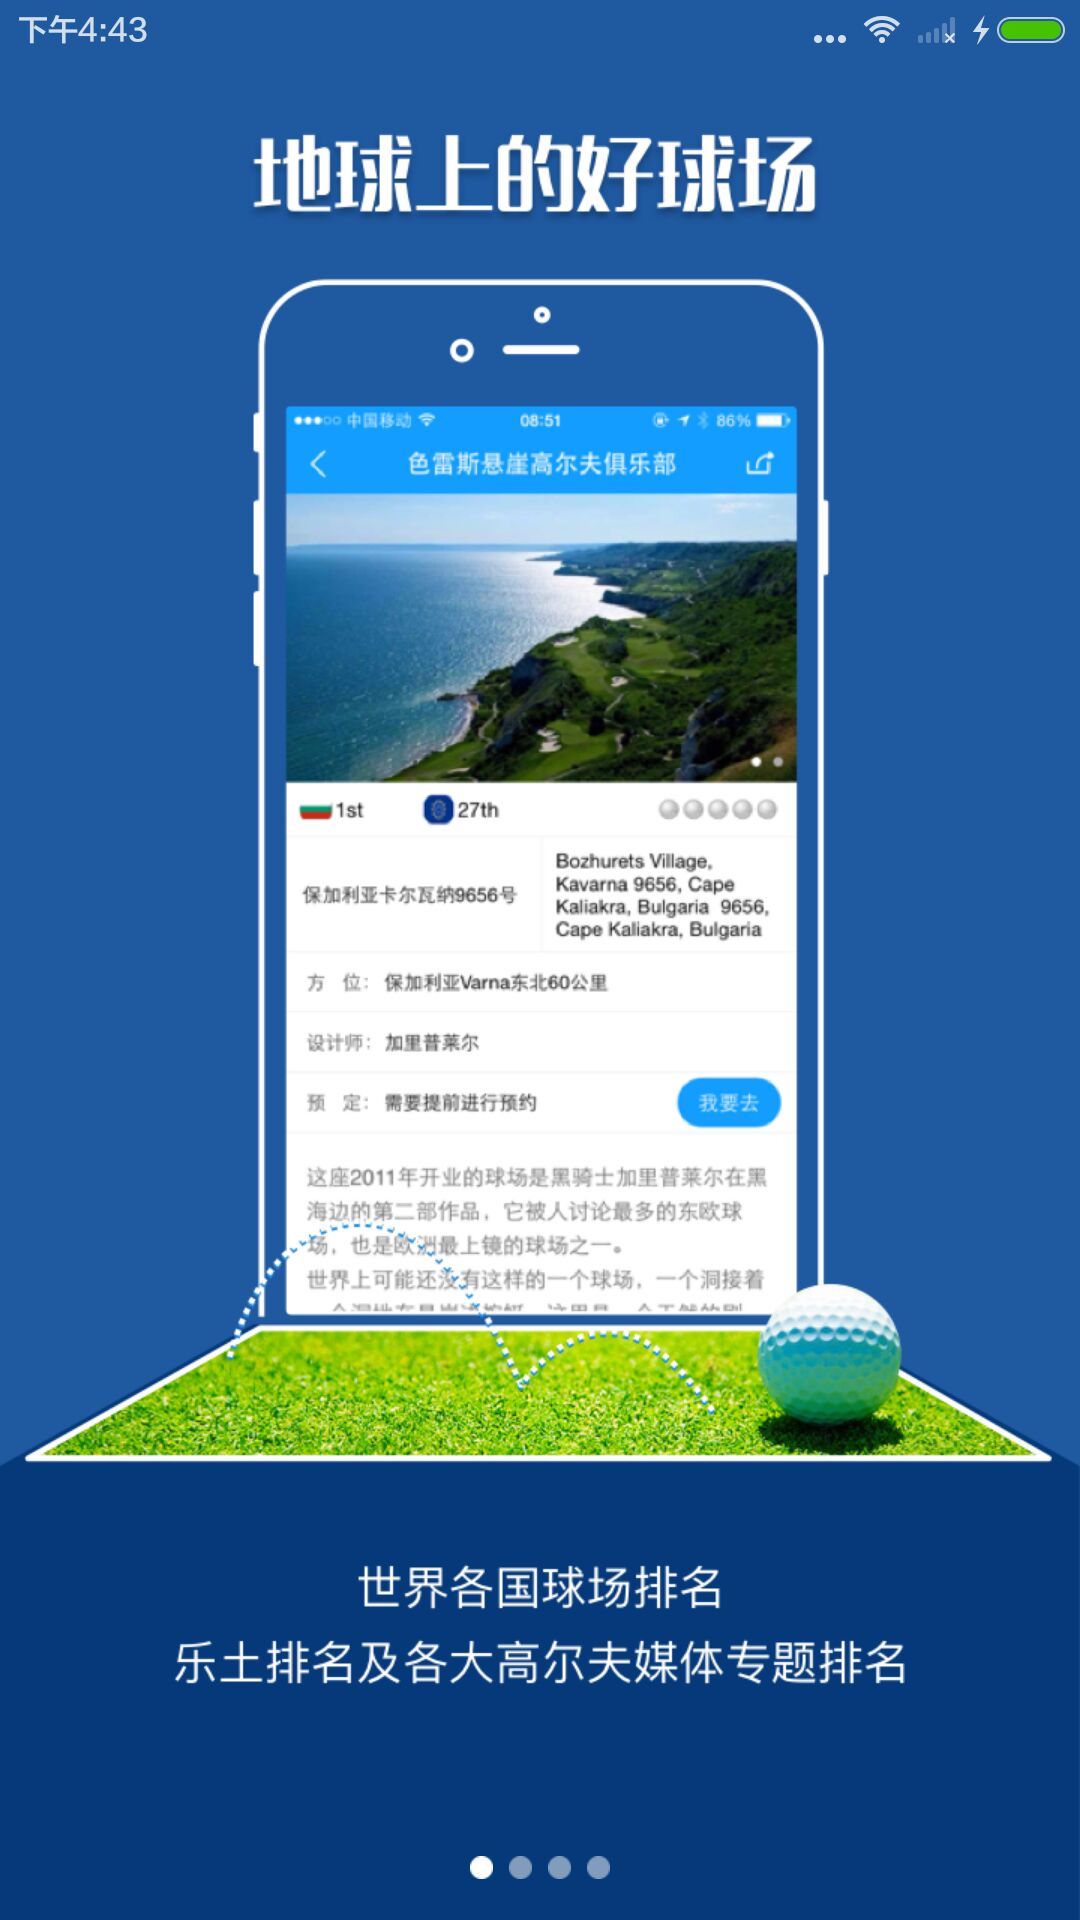 下午4:43
地球上的好球场
中国移动
08:51
86%
色雷斯悬崖高尔夫俱乐部
1st
27th
保加利亚卡尔瓦纳9656号
Bozhurets Village,
Kavarna 9656, Cape
Kaliakra, Bulgaria 9656,
Cape Kaliakra, Bulgaria
方 位： 保加利亚Varna东北60公里
设计师： 加里普莱尔
预 定： 需要提前进行预约
我要去
这座2011年开业的球场是黑骑士加里普莱尔在黑
海边的第二部作品，它被人讨论最多的东欧球
场，也是欧洲最上镜的球场之一。
世界上可能还没有这样的一个球场，一个洞接着
世界各国球场排名
乐土排名及各大高尔夫媒体专题排名